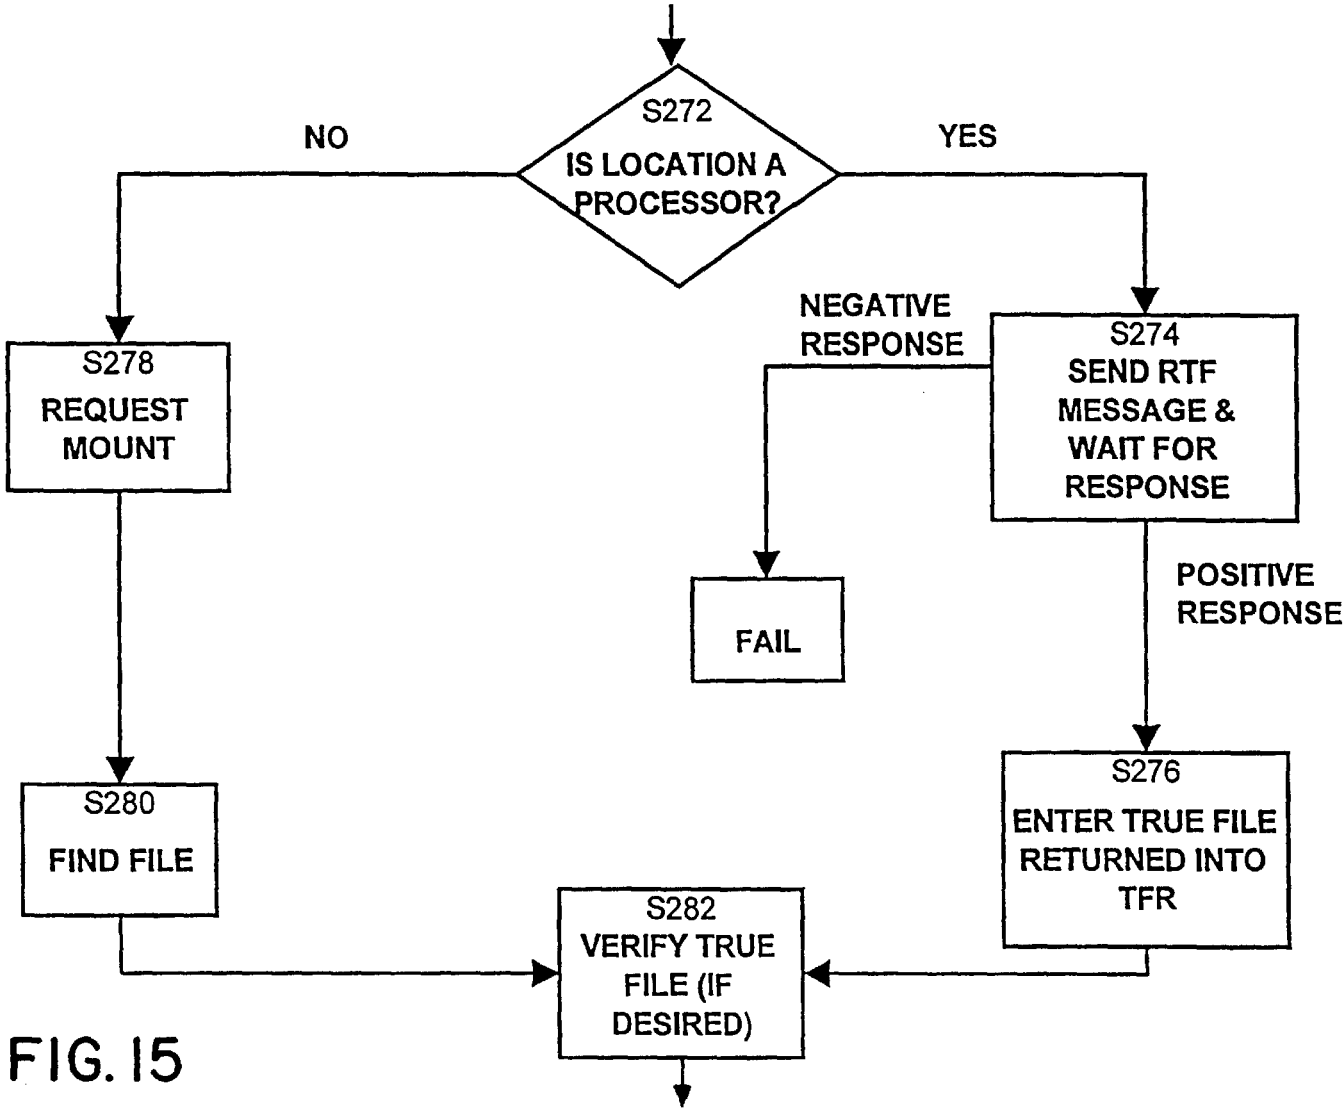 S272
IS LOCATION A
PROCESSOR?
NO
YES
S278
REQUEST
MOUNT
NEGATIVE
RESPONSE
S274
SEND RTF
MESSAGE &
WAIT FOR
RESPONSE
FAIL
POSITIVE
RESPONSE
S280
FIND FILE
S276
ENTER TRUE FILE
RETURNED INTO
TFR
S282
VERIFY TRUE
FILE (IF
DESIRED)
FIG. 15